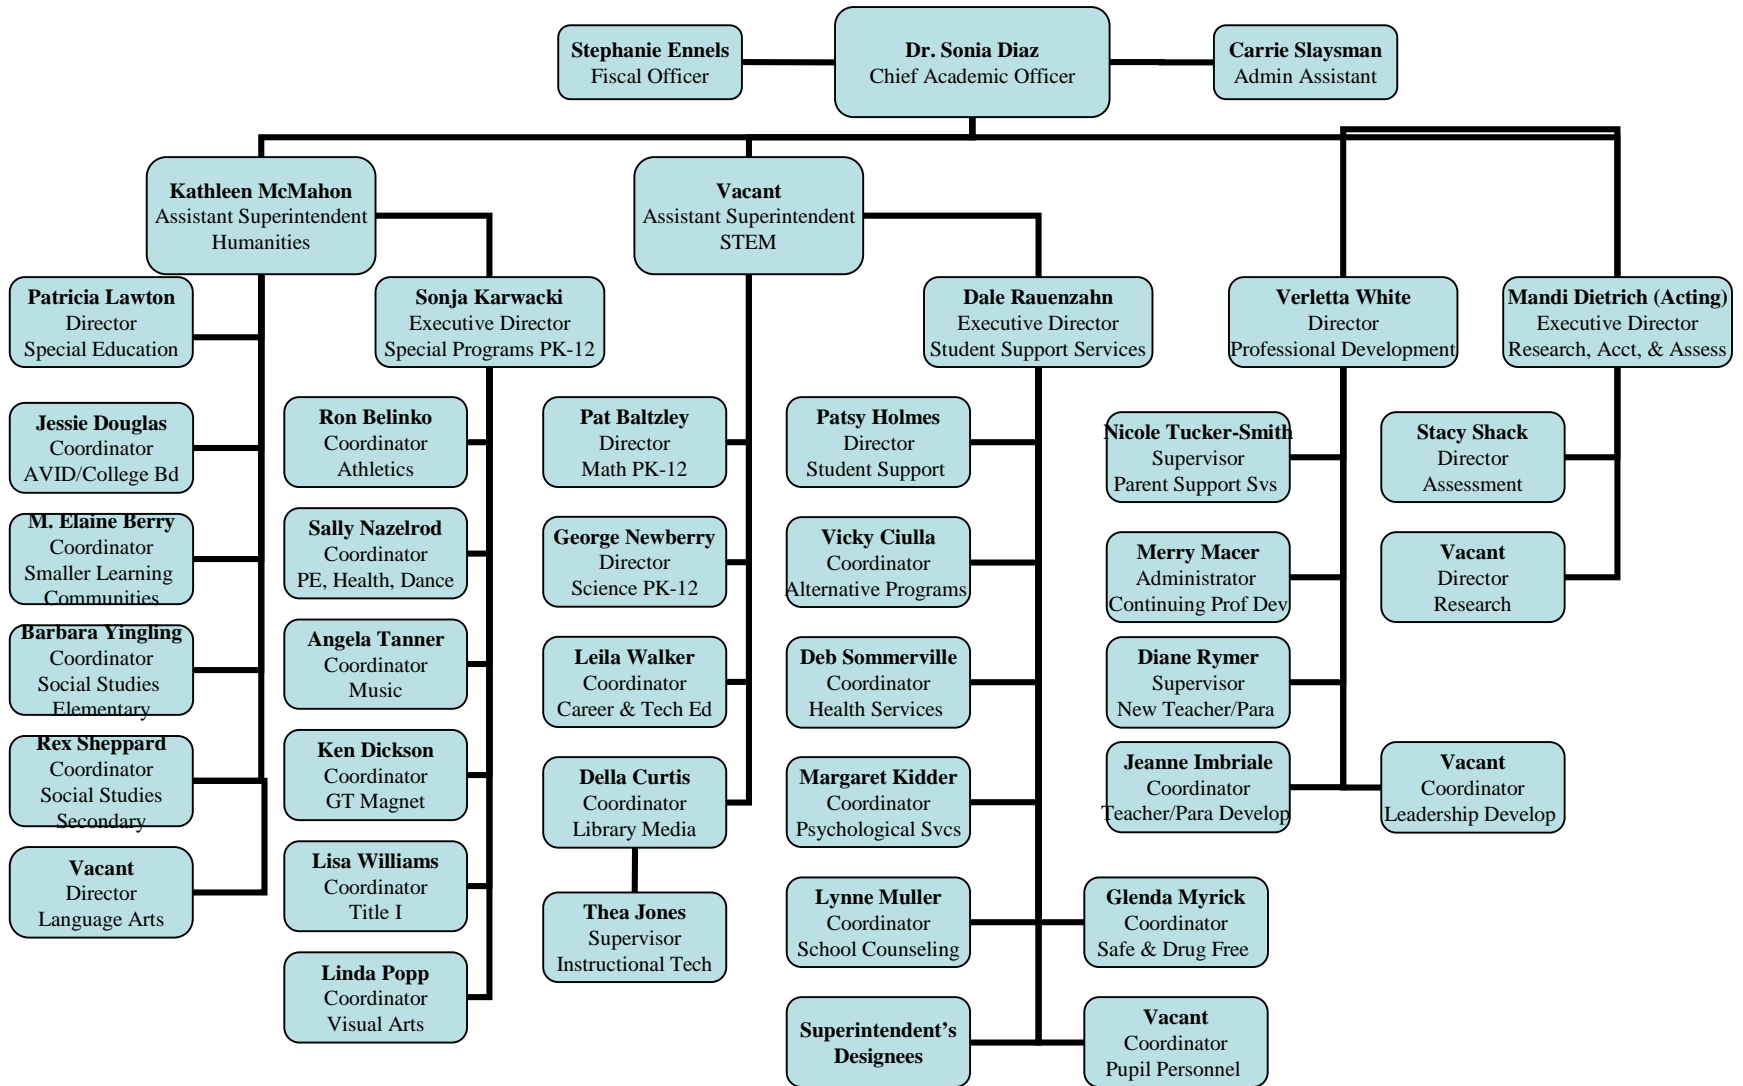 Stephanie Ennels
Fiscal Officer
Dr. Sonia Diaz
Chief Academic Officer
Carrie Slaysman
Admin Assistant
Kathleen McMahon
Assistant Superintendent
Humanities
Vacant
Assistant Superintendent
STEM
Patricia Lawton
Director
Special Education
Sonja Karwacki
Executive Director
Special Programs PK-12
Dale Rauenzahn
Executive Director
Student Support Services
Verletta White
Director
Professional Development
Mandi Dietrich (Acting)
Executive Director
Research, Acct, & Assess
Jessie Douglas
Coordinator
AVID/College Bd
M. Elaine Berry
Coordinator
Smaller Learning
Communities
Barbara Yingling
Coordinator
Social Studies
Elementary
Rex Sheppard
Coordinator
Social Studies
Secondary
Vacant
Director
Language Arts
Ron Belinko
Coordinator
Athletics
Sally Nazelrod
Coordinator
PE, Health, Dance
Angela Tanner
Coordinator
Music
Ken Dickson
Coordinator
GT Magnet
Lisa Williams
Coordinator
Title I
Linda Popp
Coordinator
Visual Arts
Pat Baltzley
Director
Math PK-12
George Newberry
Director
Science PK-12
Leila Walker
Coordinator
Career & Tech Ed
Della Curtis
Coordinator
Library Media
Thea Jones
Supervisor
Instructional Tech
Patsy Holmes
Director
Student Support
Vicky Ciulla
Coordinator
Alternative Programs
Deb Sommerville
Coordinator
Health Services
Margaret Kidder
Coordinator
Psychological Svcs
Lynne Muller
Coordinator
School Counseling
Superintendent’s
Designees
Glenda Myrick
Coordinator
Safe & Drug Free
Vacant
Coordinator
Pupil Personnel
Nicole Tucker-Smith
Supervisor
Parent Support Svs
Merry Macer
Administrator
Continuing Prof Dev
Diane Rymer
Supervisor
New Teacher/Para
Jeanne Imbriale
Coordinator
Teacher/Para Develop
Stacy Shack
Director
Assessment
Vacant
Director
Research
Vacant
Coordinator
Leadership Develop